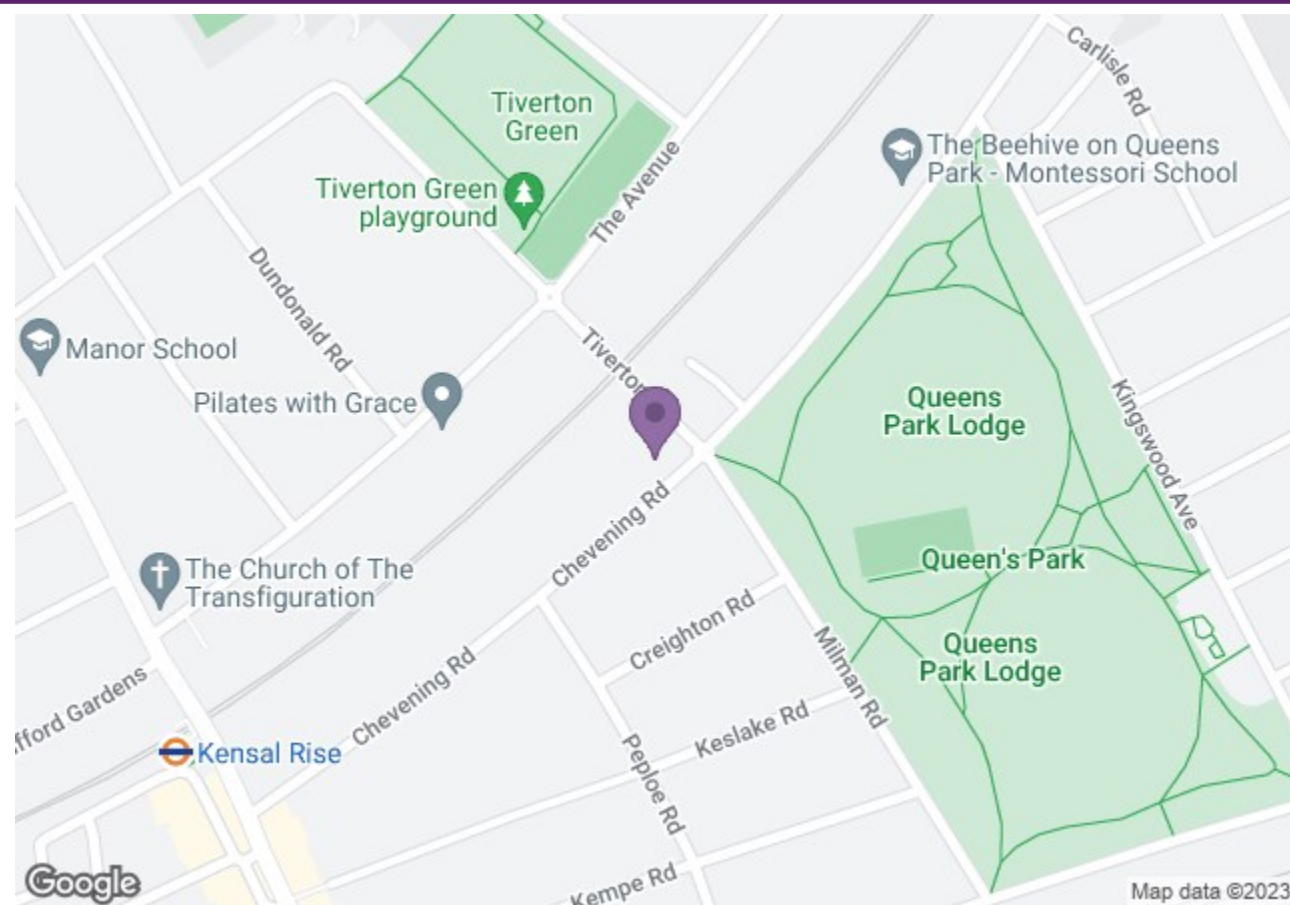 Carlisle Rd
Tiverton
Green
The Beehive on Queens
Park - Montessori School
Tiverton Green
playground
The Avenue
Dundonald Rd
Manor School
Tiverton
Pilates with Grace
Queens
Park Lodge
Kingswood Ave
Chevening Rd
Queen's Park
The Church of The
Transfiguration
Creighton Rd
Milman Rd
Queens
Park Lodge
fford Gardens
Chevening Rd
Keslake Rd
Kensal Rise
Peploe Rd
Kempe Rd
Google
Map data ©2023